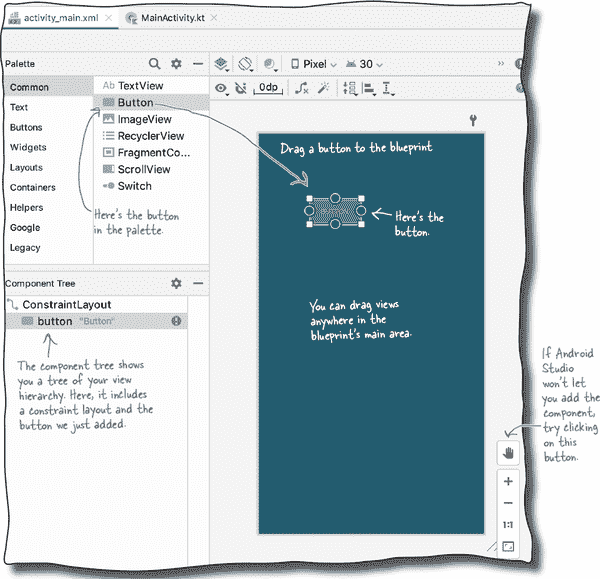 activity_main.xml
MainActivity.kt
Palette
Pixel
30
Common
Text
Buttons
Widgets
Layouts
Containers
Helpers
Google
Legacy
Ab TextView
Button
ImageView
RecyclerView
FragmentCo...
ScrollView
Switch
0dp
Here's the button
in the palette.
Drag a button to the blueprint
Here's the
button.
You can drag views
anywhere in the
blueprint's main area.
Component Tree
ConstraintLayout
button "Button"
The component tree shows
you a tree of your view
hierarchy. Here, it includes
a constraint layout and the
button we just added.
If Android
Studio
won't let
you add the
component,
try clicking
on this
button.
1:1